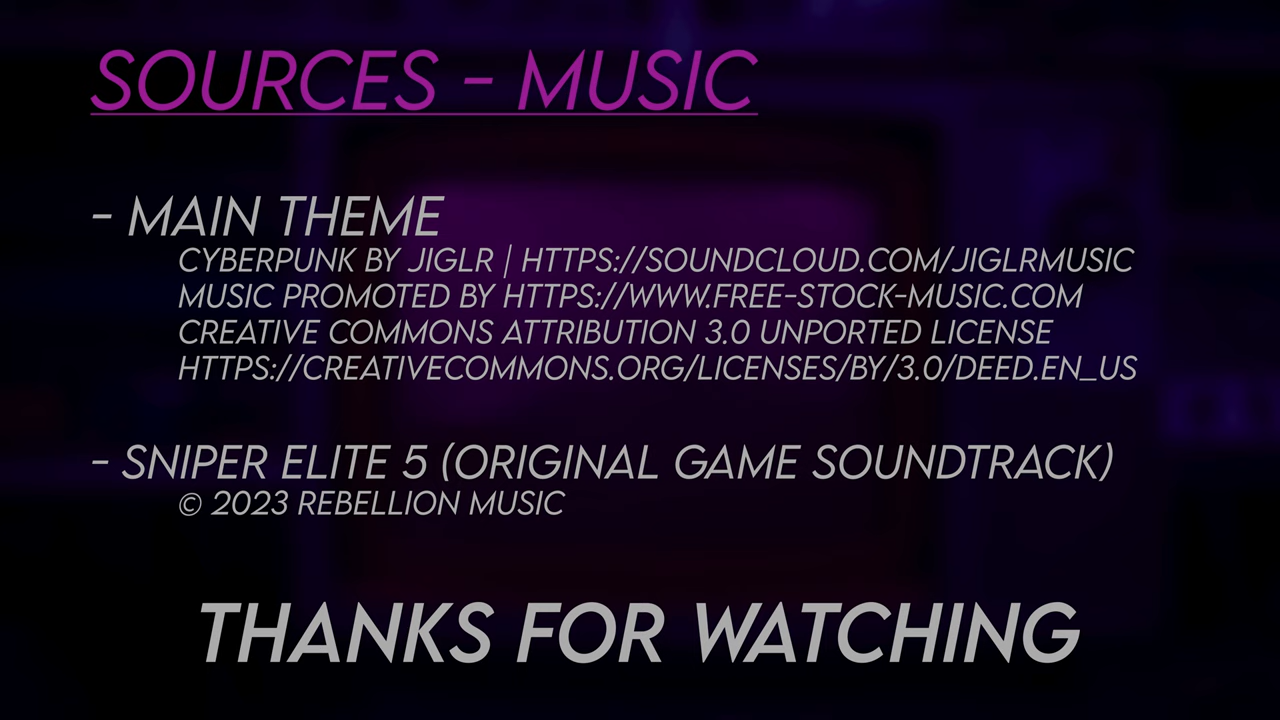 SOURCES - MUSIC
- MAIN THEME
CYBERPUNK BY JIGLR | HTTPS://SOUNDCLOUD.COM/JIGLRMUSIC
MUSIC PROMOTED BY HTTPS://WWW.FREE-STOCK-MUSIC.COM
CREATIVE COMMONS ATTRIBUTION 3.0 UNPORTED LICENSE
HTTPS://CREATIVECOMMONS.ORG/LICENSES/BY/3.0/DEED.EN_US
- SNIPER ELITE 5 (ORIGINAL GAME SOUNDTRACK)
© 2023 REBELLION MUSIC
THANKS FOR WATCHING